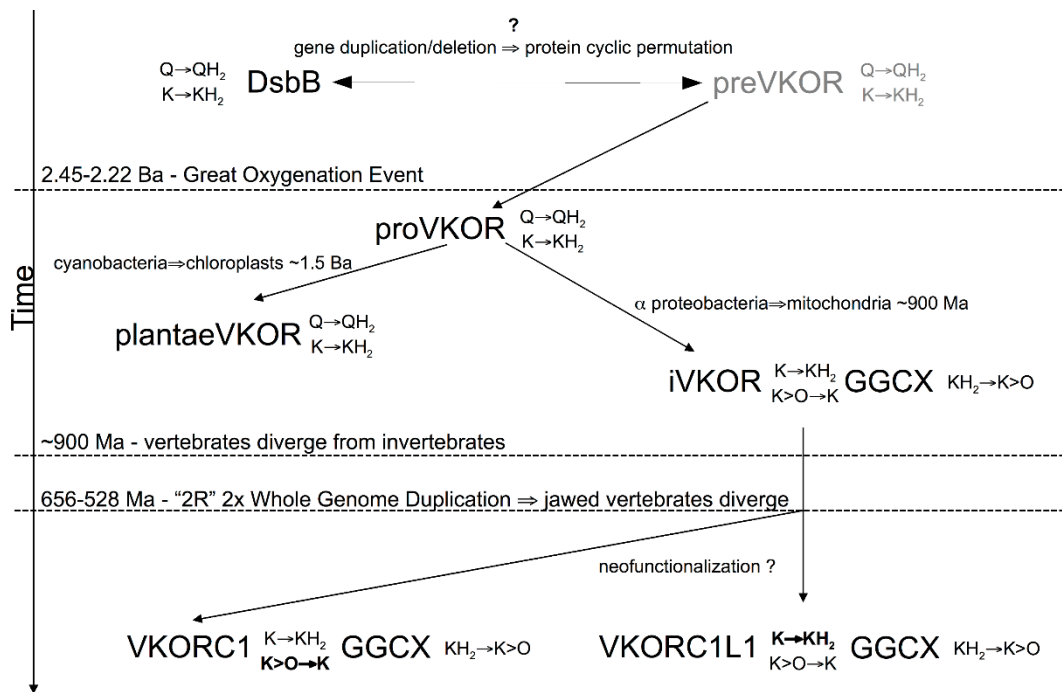 ?
gene duplication/deletion ⇒ protein cyclic permutation
Q→QH₂
K→KH₂
DsbB
preVKOR
Q→QH₂
K→KH₂
2.45-2.22 Ba - Great Oxygenation Event
proVKOR
Q→QH₂
K→KH₂
cyanobacteria⇒chloroplasts ~1.5 Ba
α proteobacteria⇒mitochondria ~900 Ma
Time
plantaeVKOR
Q→QH₂
K→KH₂
iVKOR
K→KH₂
K>O→K
GGCX
KH₂→K>O
~900 Ma - vertebrates diverge from invertebrates
656-528 Ma - “2R” 2x Whole Genome Duplication ⇒ jawed vertebrates diverge
neofunctionalization ?
VKORC1
K→KH₂
K>O→K
GGCX
KH₂→K>O
VKORC1L1
K→KH₂
K>O→K
GGCX
KH₂→K>O